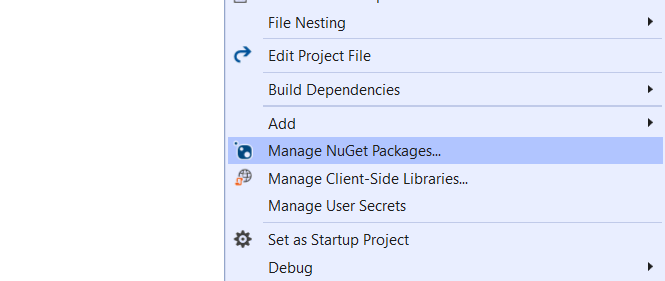 File Nesting
Edit Project File
Build Dependencies
Add
Manage NuGet Packages...
Manage Client-Side Libraries...
Manage User Secrets
Set as Startup Project
Debug